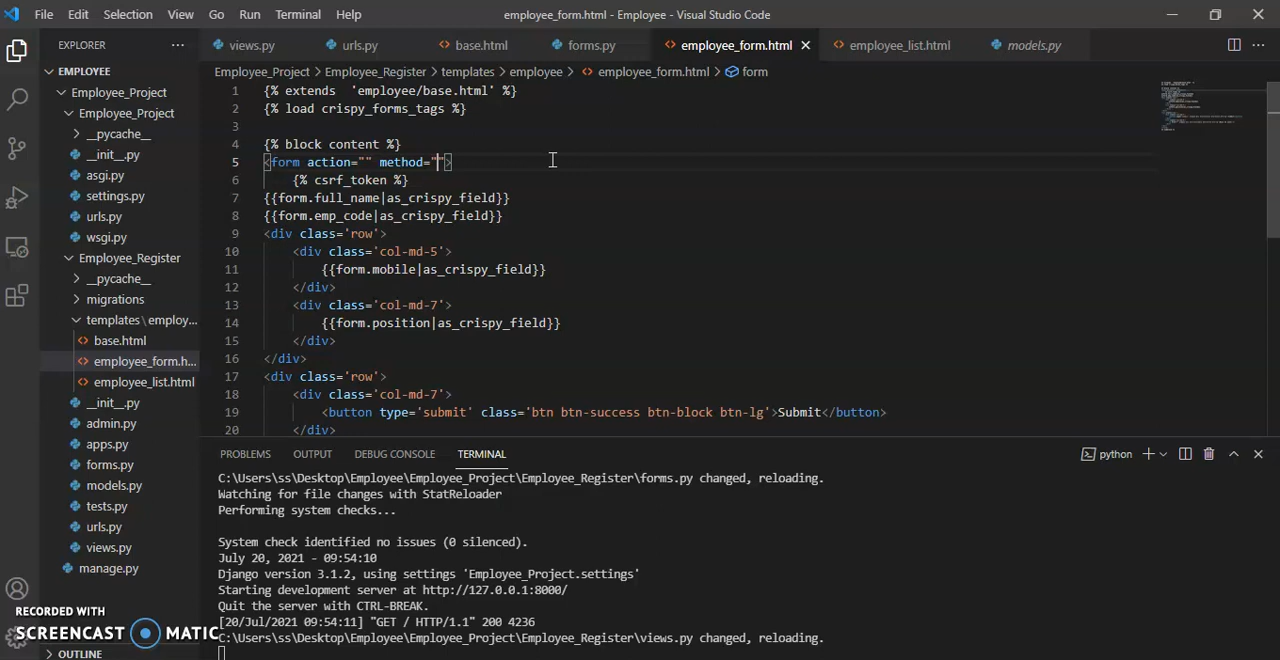 File Edit Selection View Go Run Terminal Help employee_form.html - Employee - Visual Studio Code
EXPLORER
views.py urls.py base.html forms.py employee_form.html employee_list.html models.py
EMPLOYEE
Employee_Project > Employee_Register > templates > employee > employee_form.html > form
Employee_Project
Employee_Project
__pycache__
__init__.py
asgi.py
settings.py
urls.py
wsgi.py
Employee_Register
__pycache__
migrations
templates\employ...
base.html
employee_form.h...
employee_list.html
__init__.py
admin.py
apps.py
forms.py
models.py
tests.py
urls.py
views.py
manage.py
OUTLINE
1 {% extends 'employee/base.html' %}
2 {% load crispy_forms_tags %}
3
4 {% block content %}
5 <form action="" method="">
6 {% csrf_token %}
7 {{form.full_name|as_crispy_field}}
8 {{form.emp_code|as_crispy_field}}
9 <div class='row'>
10 <div class='col-md-5'>
11 {{form.mobile|as_crispy_field}}
12 </div>
13 <div class='col-md-7'>
14 {{form.position|as_crispy_field}}
15 </div>
16 </div>
17 <div class='row'>
18 <div class='col-md-7'>
19 <button type='submit' class='btn btn-success btn-block btn-lg'>Submit</button>
20 </div>
PROBLEMS OUTPUT DEBUG CONSOLE TERMINAL python
C:\Users\ss\Desktop\Employee\Employee_Project\Employee_Register\forms.py changed, reloading.
Watching for file changes with StatReloader
Performing system checks...
System check identified no issues (0 silenced).
July 20, 2021 - 09:54:10
Django version 3.1.2, using settings 'Employee_Project.settings'
Starting development server at http://127.0.0.1:8000/
Quit the server with CTRL-BREAK.
[20/Jul/2021 09:54:11] "GET / HTTP/1.1" 200 4236
C:\Users\ss\Desktop\Employee\Employee_Project\Employee_Register\views.py changed, reloading.
RECORDED WITH
SCREENCAST MATIC